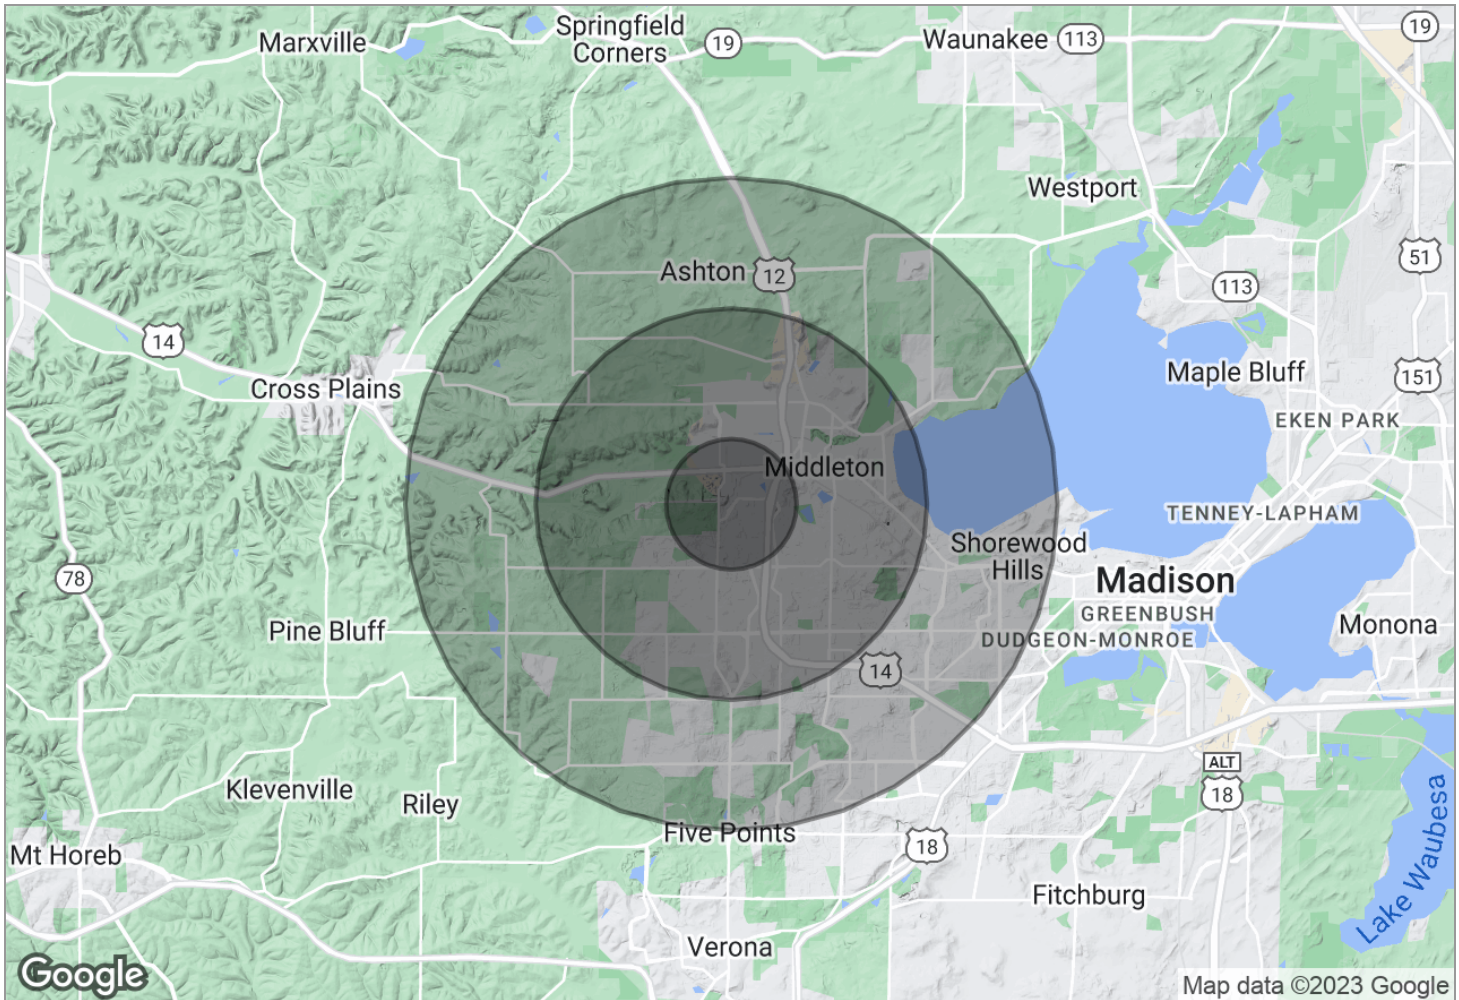 Marxville
Springfield
Corners
19
Waunakee
113
19
Westport
51
Ashton
12
113
14
Maple Bluff
151
Cross Plains
EKEN PARK
Middleton
TENNEY-LAPHAM
Shorewood
Hills
Madison
78
GREENBUSH
Pine Bluff
DUDGEON-MONROE
Monona
14
ALT
18
Klevenville
Riley
Five Points
18
Mt Horeb
Lake Waubesa
Fitchburg
Verona
Google
Map data ©2023 Google